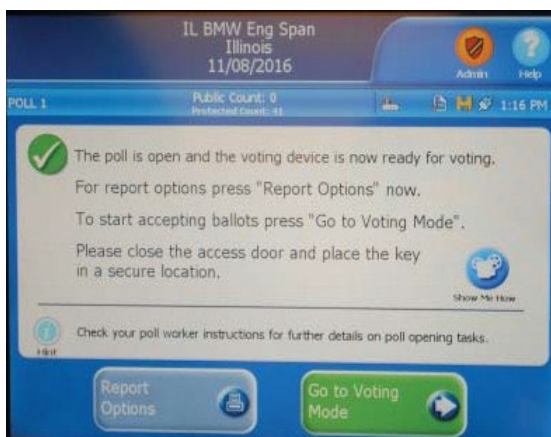 IL BMW Eng Span
Illinois
11/08/2016
Admin
Help
POLL 1
Public Count: 0
Protected Count: 41
1:16 PM
The poll is open and the voting device is now ready for voting.
For report options press "Report Options" now.
To start accepting ballots press "Go to Voting Mode".
Please close the access door and place the key
in a secure location.
Show Me How
Hint
Check your poll worker instructions for further details on poll opening tasks.
Report
Options
Go to Voting
Mode